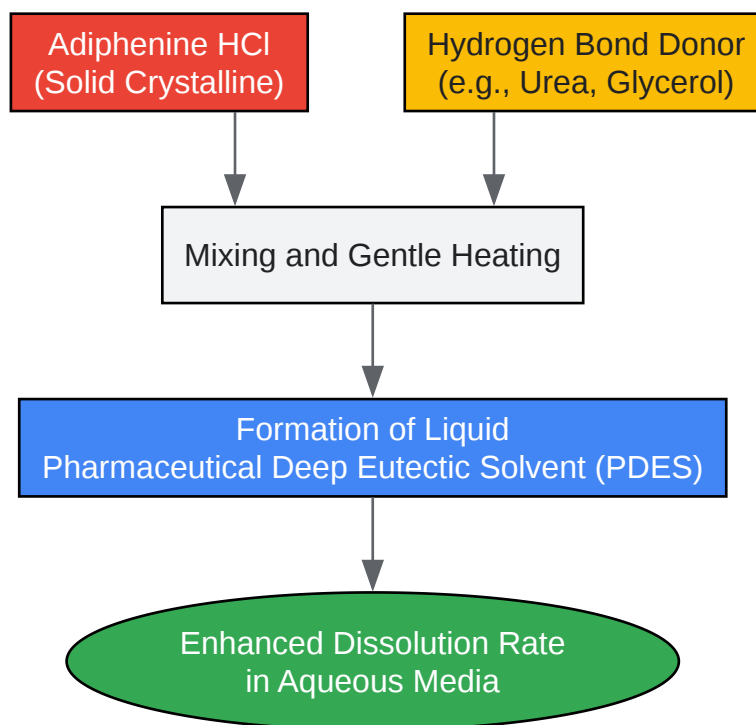 Adiphenine HCl
(Solid Crystalline)
Hydrogen Bond Donor
(e.g., Urea, Glycerol)
Mixing and Gentle Heating
Formation of Liquid
Pharmaceutical Deep Eutectic Solvent (PDES)
Enhanced Dissolution Rate
in Aqueous Media